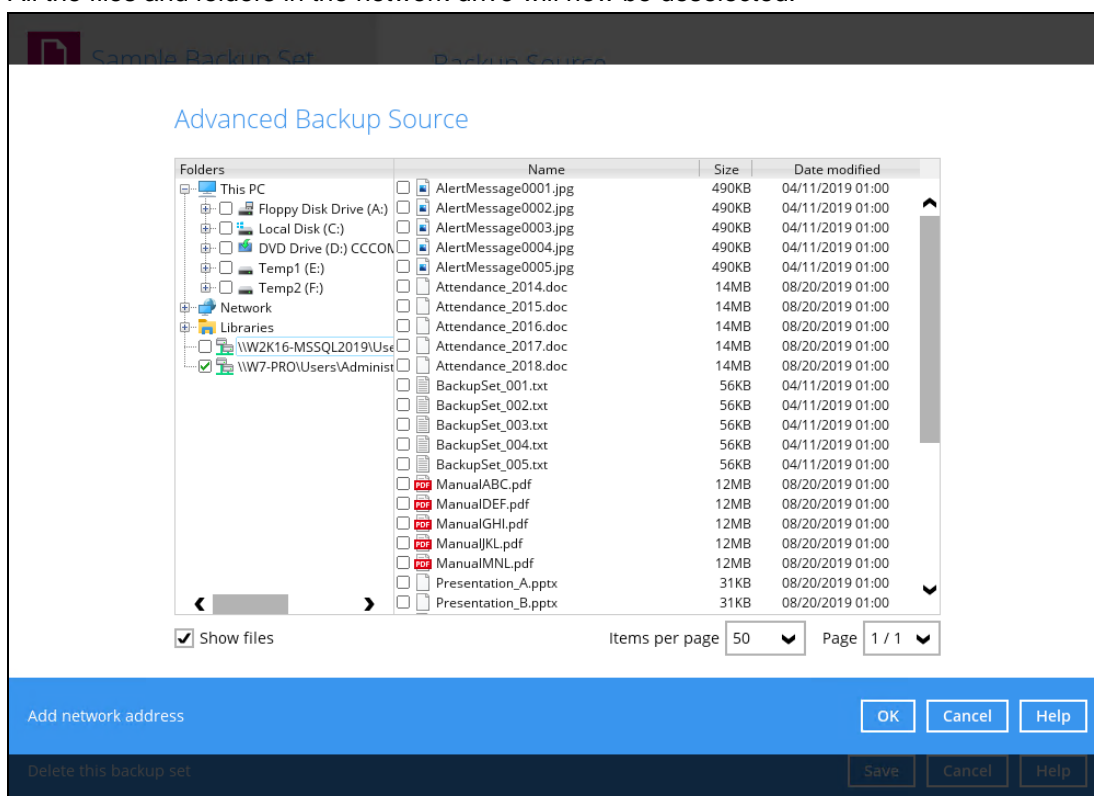 All the files and folders in the network drive will now be deselected.
Sample Backup Set Backup Source
Advanced Backup Source
Folders Name Size Date modified
This PC AlertMessage0001.jpg 490KB 04/11/2019 01:00
Floppy Disk Drive (A:) AlertMessage0002.jpg 490KB 04/11/2019 01:00
Local Disk (C:) AlertMessage0003.jpg 490KB 04/11/2019 01:00
DVD Drive (D:) CCCOM AlertMessage0004.jpg 490KB 04/11/2019 01:00
Temp1 (E:) AlertMessage0005.jpg 490KB 04/11/2019 01:00
Temp2 (F:) Attendance_2014.doc 14MB 08/20/2019 01:00
Network Attendance_2015.doc 14MB 08/20/2019 01:00
Libraries Attendance_2016.doc 14MB 08/20/2019 01:00
\\W2K16-MSSQL2019\Use Attendance_2017.doc 14MB 08/20/2019 01:00
\\W7-PRO\Users\Administ Attendance_2018.doc 14MB 08/20/2019 01:00
BackupSet_001.txt 56KB 04/11/2019 01:00
BackupSet_002.txt 56KB 04/11/2019 01:00
BackupSet_003.txt 56KB 04/11/2019 01:00
BackupSet_004.txt 56KB 04/11/2019 01:00
BackupSet_005.txt 56KB 04/11/2019 01:00
PDF ManualABC.pdf 12MB 08/20/2019 01:00
PDF ManualDEF.pdf 12MB 08/20/2019 01:00
PDF ManualGHI.pdf 12MB 08/20/2019 01:00
PDF ManualJKL.pdf 12MB 08/20/2019 01:00
PDF ManualMNL.pdf 12MB 08/20/2019 01:00
Presentation_A.pptx 31KB 08/20/2019 01:00
Presentation_B.pptx 31KB 08/20/2019 01:00
Show files Items per page 50 Page 1 / 1
Add network address OK Cancel Help
Delete this backup set Save Cancel Help